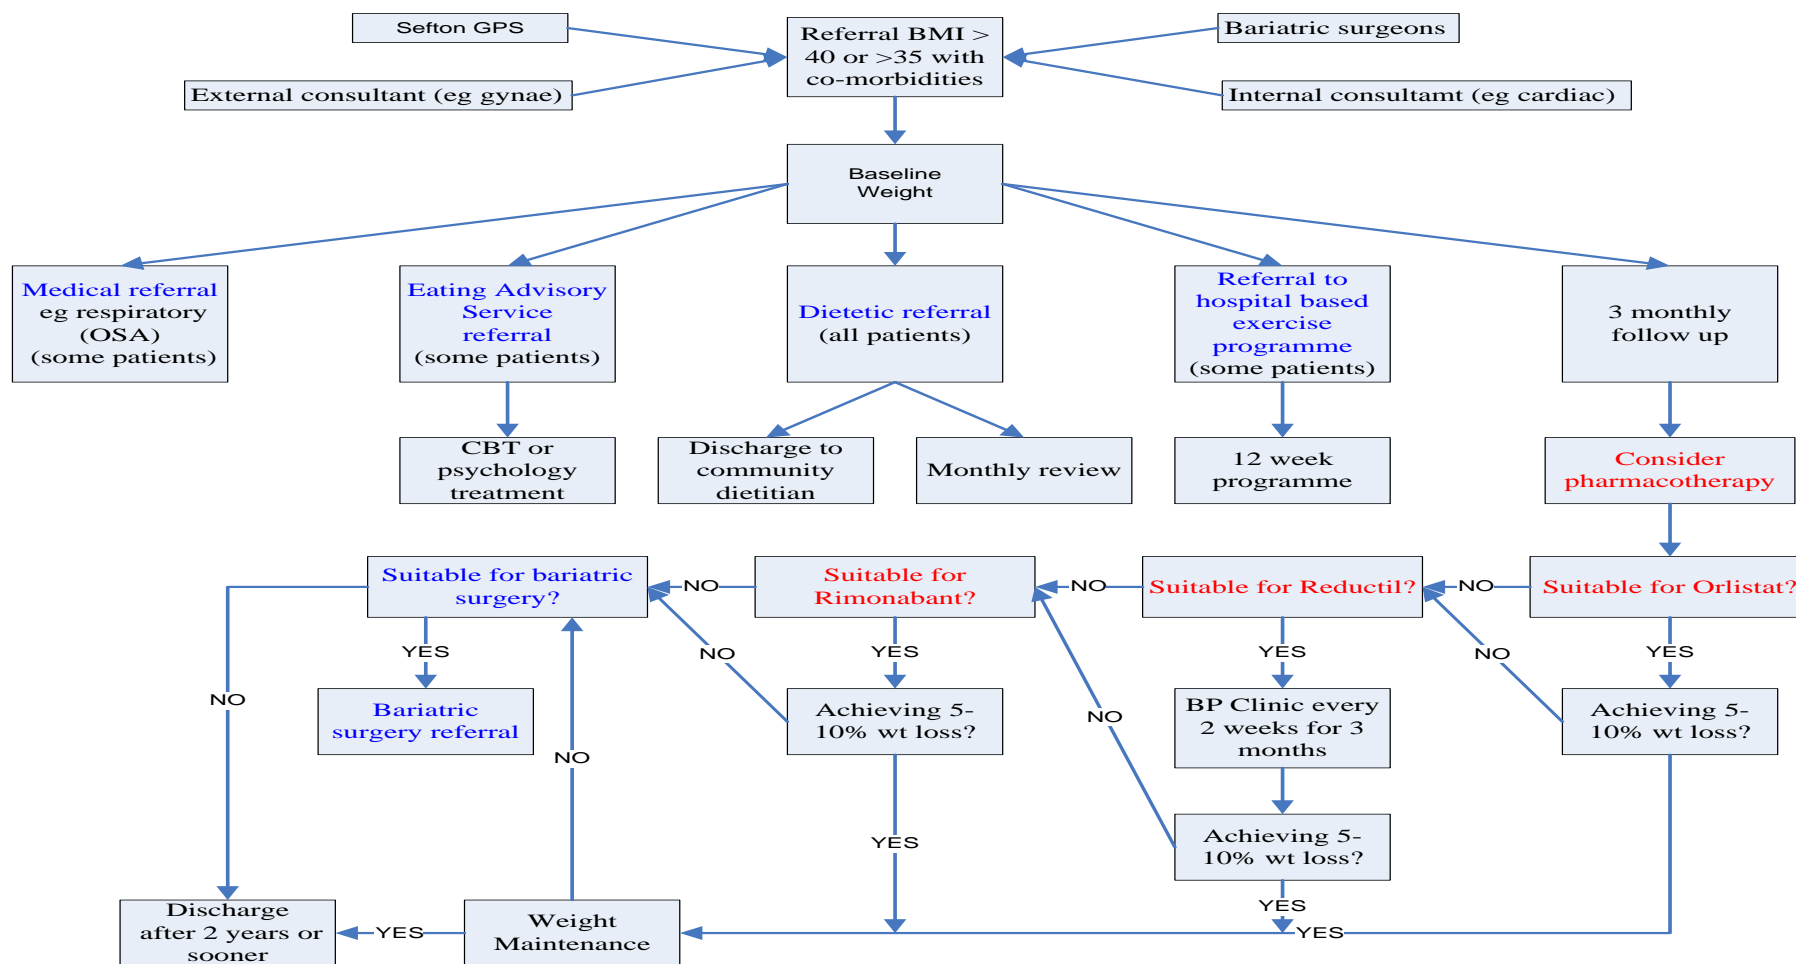 Sefton GPS
Referral BMI >
40 or >35 with
co-morbidities
Bariatric surgeons
External consultant (eg gynae)
Internal consultamt (eg cardiac)
Baseline
Weight
Medical referral
eg respiratory
(OSA)
(some patients)
Eating Advisory
Service
referral
(some patients)
Dietetic referral
(all patients)
Referral to
hospital based
exercise
programme
(some patients)
3 monthly
follow up
CBT or
psychology
treatment
Discharge to
community
dietitian
Monthly review
12 week
programme
Consider
pharmacotherapy
Suitable for bariatric
surgery?
NO
Suitable for
Rimonabant?
NO
Suitable for Reductil?
NO
Suitable for Orlistat?
YES
NO
YES
NO
YES
NO
YES
NO
Bariatric
surgery referral
NO
Achieving 5-
10% wt loss?
BP Clinic every
2 weeks for 3
months
Achieving 5-
10% wt loss?
YES
Achieving 5-
10% wt loss?
YES
Discharge
after 2 years or
sooner
YES
Weight
Maintenance
YES